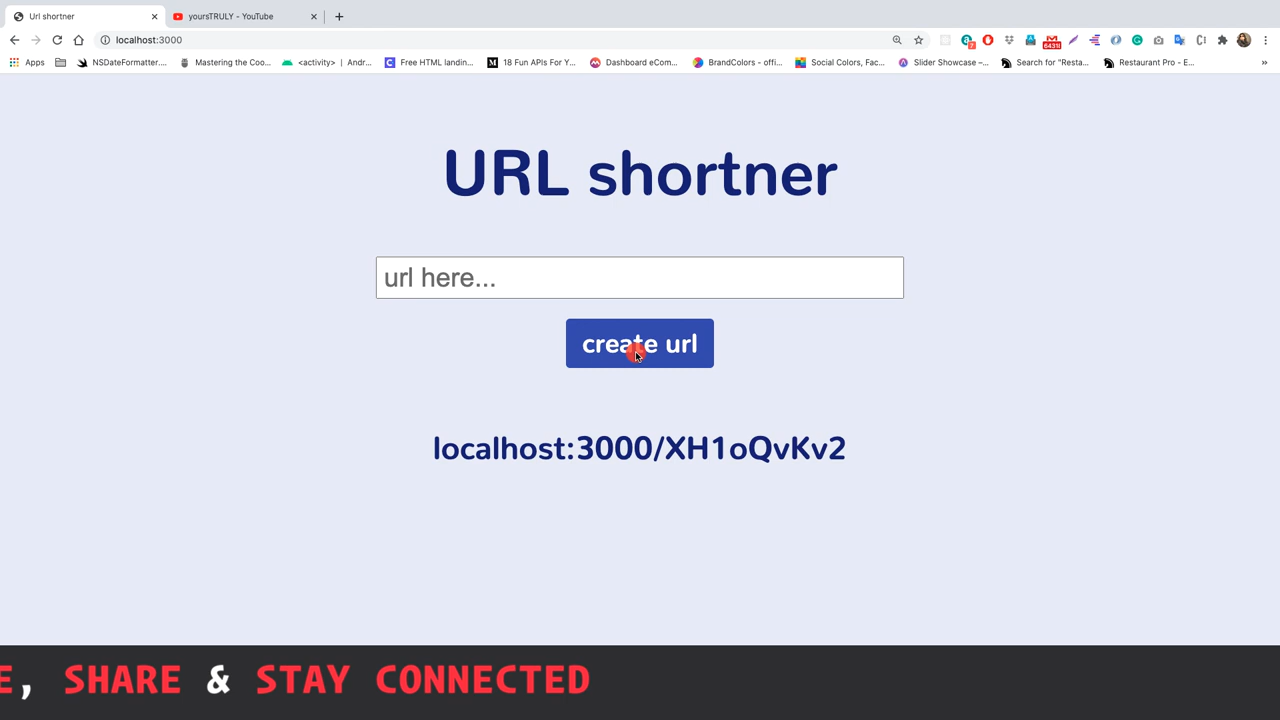 Url shortner
yoursTRULY - YouTube
localhost:3000
7
6431
Apps
NSDateFormatter....
Mastering the Coo...
<activity> | Andr...
Free HTML landin...
18 Fun APIs For Y...
Dashboard eCom...
BrandColors - offi...
Social Colors, Fac...
Slider Showcase –...
Search for "Resta...
Restaurant Pro - E...
URL shortner
url here...
create url
localhost:3000/XH1oQvKv2
E, SHARE & STAY CONNECTED